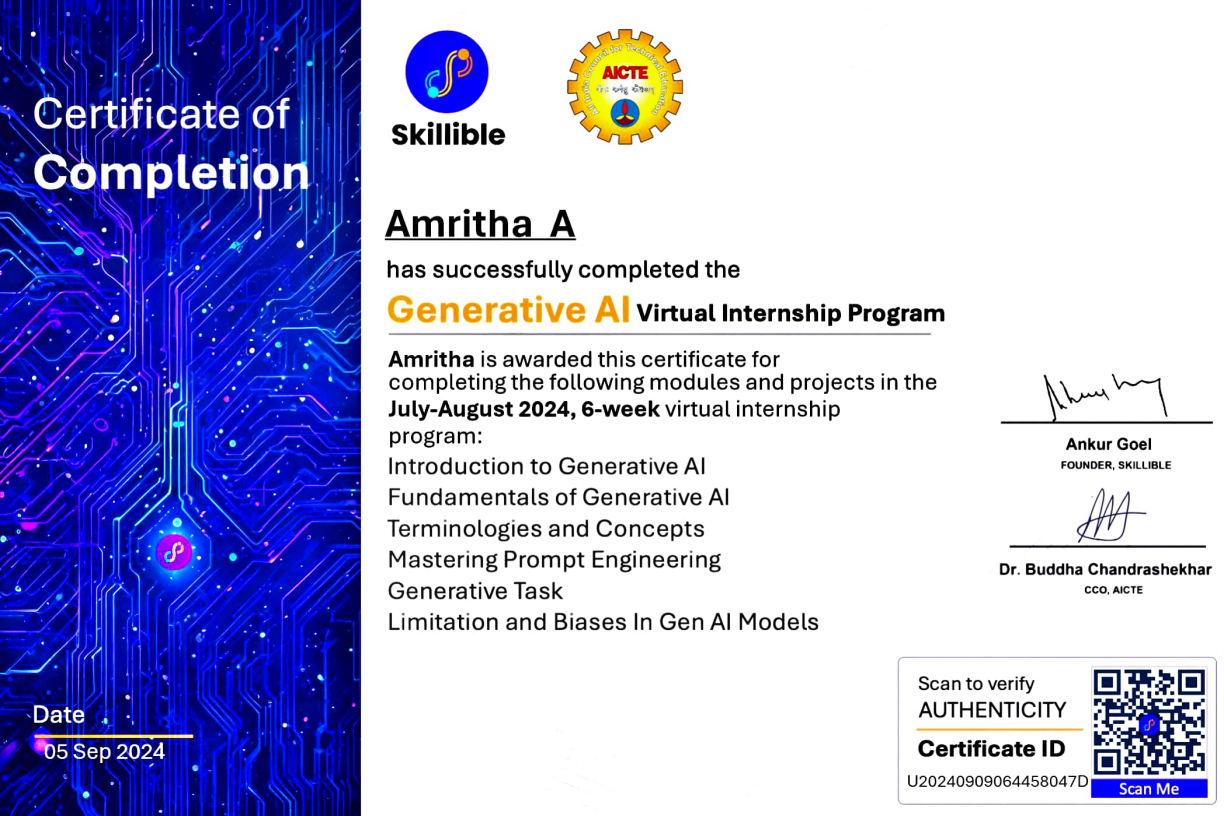 Certificate of
Completion
Skillible
All India Council for Technical Education
AICTE
Amritha A
has successfully completed the
Generative AI Virtual Internship Program
Amritha is awarded this certificate for
completing the following modules and projects in the
July-August 2024, 6-week virtual internship
program:
Introduction to Generative AI
Fundamentals of Generative AI
Terminologies and Concepts
Mastering Prompt Engineering
Generative Task
Limitation and Biases In Gen AI Models
Ankur Goel
FOUNDER, SKILLIBLE
Dr. Buddha Chandrashekhar
CCO, AICTE
Date
05 Sep 2024
Scan to verify
AUTHENTICITY
Certificate ID
U20240909064458047D
Scan Me